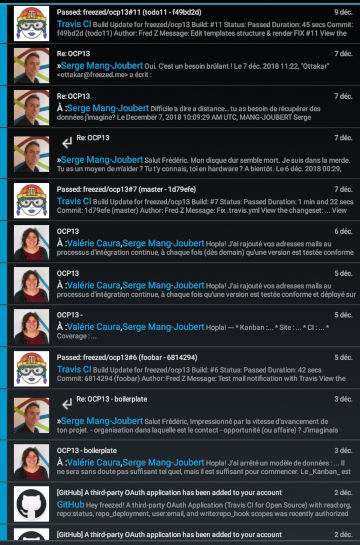 Passed: freezed/ocp13#11 (todo11 - f49bd2d) 9 déc.
Travis CI Build Update for freezed/ocp13 Build: #11 Status: Passed Duration: 45 secs Commit:
f49bd2d (todo11) Author: Fred Z Message: Edit templates structure & render FIX #11 View the
Re: OCP13 7 déc.
»Serge Mang-Joubert Oui. C'est un besoin brûlant ! Le 7 déc. 2018 11:22, "Ottakar"
<ottakar@freezed.me> a écrit :
Re: OCP13 7 déc.
À :Serge Mang-Joubert Difficile a dire a distance... tu as besoin de récupérer des
données j'imagine? Le December 7, 2018 10:09:29 AM UTC, MANG-JOUBERT Serge
Re: OCP13 7 déc.
»Serge Mang-Joubert Salut Frédéric. Mon disque dur semble mort. Je suis dans la merde.
Tu as un moyen de m'aider ? Tu t'y connais, toi en hardware ? A bientôt. Le 6 déc. 2018 00:29,
Passed: freezed/ocp13#7 (master - 1d79efe) 7 déc.
Travis CI Build Update for freezed/ocp13 Build: #7 Status: Passed Duration: 1 min and 22 secs
Commit: 1d79efe (master) Author: Fred Z Message: Fix .travis.yml View the changeset: ... View
OCP13 6 déc.
À :Valérie Caura,Serge Mang-Joubert Hopla! J'ai rajouté vos adresses mails au
processus d'intégration continue, à chaque fois (dès demain) qu'une version est testée conforme
OCP13 5 déc.
À :Valérie Caura,Serge Mang-Joubert Hopla! J'ai rajouté vos adresses mails au
processus d'intégration continue, à chaque fois qu'une version est testée conforme et déployé sur
OCP13 - 5 déc.
À :Valérie Caura,Serge Mang-Joubert Hopla! — * Kanban :... * Site : ... * CI : ... *
Coverage : ...
Passed: freezed/ocp13#6 (foobar - 6814294) 5 déc.
Travis CI Build Update for freezed/ocp13 Build: #6 Status: Passed Duration: 42 secs
Commit: 6814294 (foobar) Author: Fred Z Message: Test mail notification with Travis View the
Re: OCP13 - boilerplate 3 déc.
»Serge Mang-Joubert Salut Frédéric, Impressionné par la vitesse d'avancement de
ton projet. - organisation dans laquelle est le contact - opportunité (ou affaire) ? J'imaginais
OCP13 - boilerplate 3 déc.
À :Valérie Caura,Serge Mang-Joubert Hopla! J'ai arrêté un modèle de données : ... Il
ne sera sans doute pas suffisant tel quel, mais il est suffisant pour commencer. Le _Kanban_ est
[GitHub] A third-party OAuth application has been added to your account 2 déc.
GitHub Hey freezed! A third-party OAuth application (Travis CI for Open Source) with read:org,
repo:status, repo_deployment, user:email, and write:repo_hook scopes was recently authorized
[GitHub] A third-party OAuth application has been added to your account 2 déc.